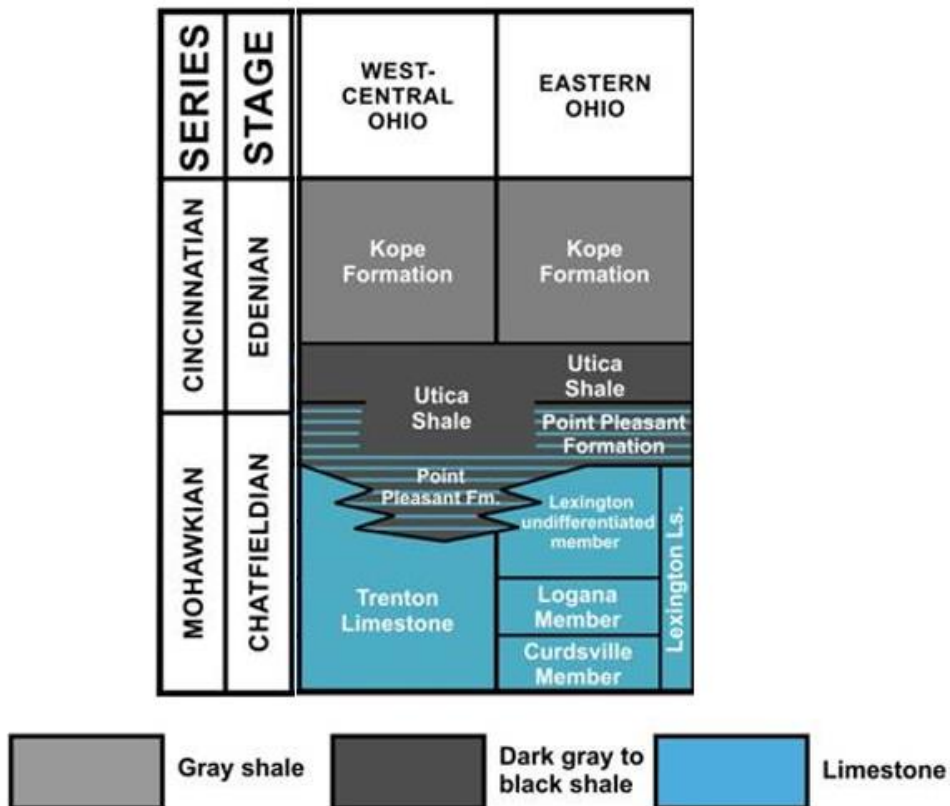 SERIES
STAGE
WEST-
CENTRAL
OHIO
EASTERN
OHIO
CINCINNATIAN
EDENIAN
Kope
Formation
Kope
Formation
Utica
Shale
Utica
Shale
Point Pleasant
Formation
MOHAWKIAN
CHATFIELDIAN
Point
Pleasant Fm.
Trenton
Limestone
Lexington
undifferentiated
member
Logana
Member
Curdsville
Member
Lexington Ls.
Gray shale
Dark gray to
black shale
Limestone